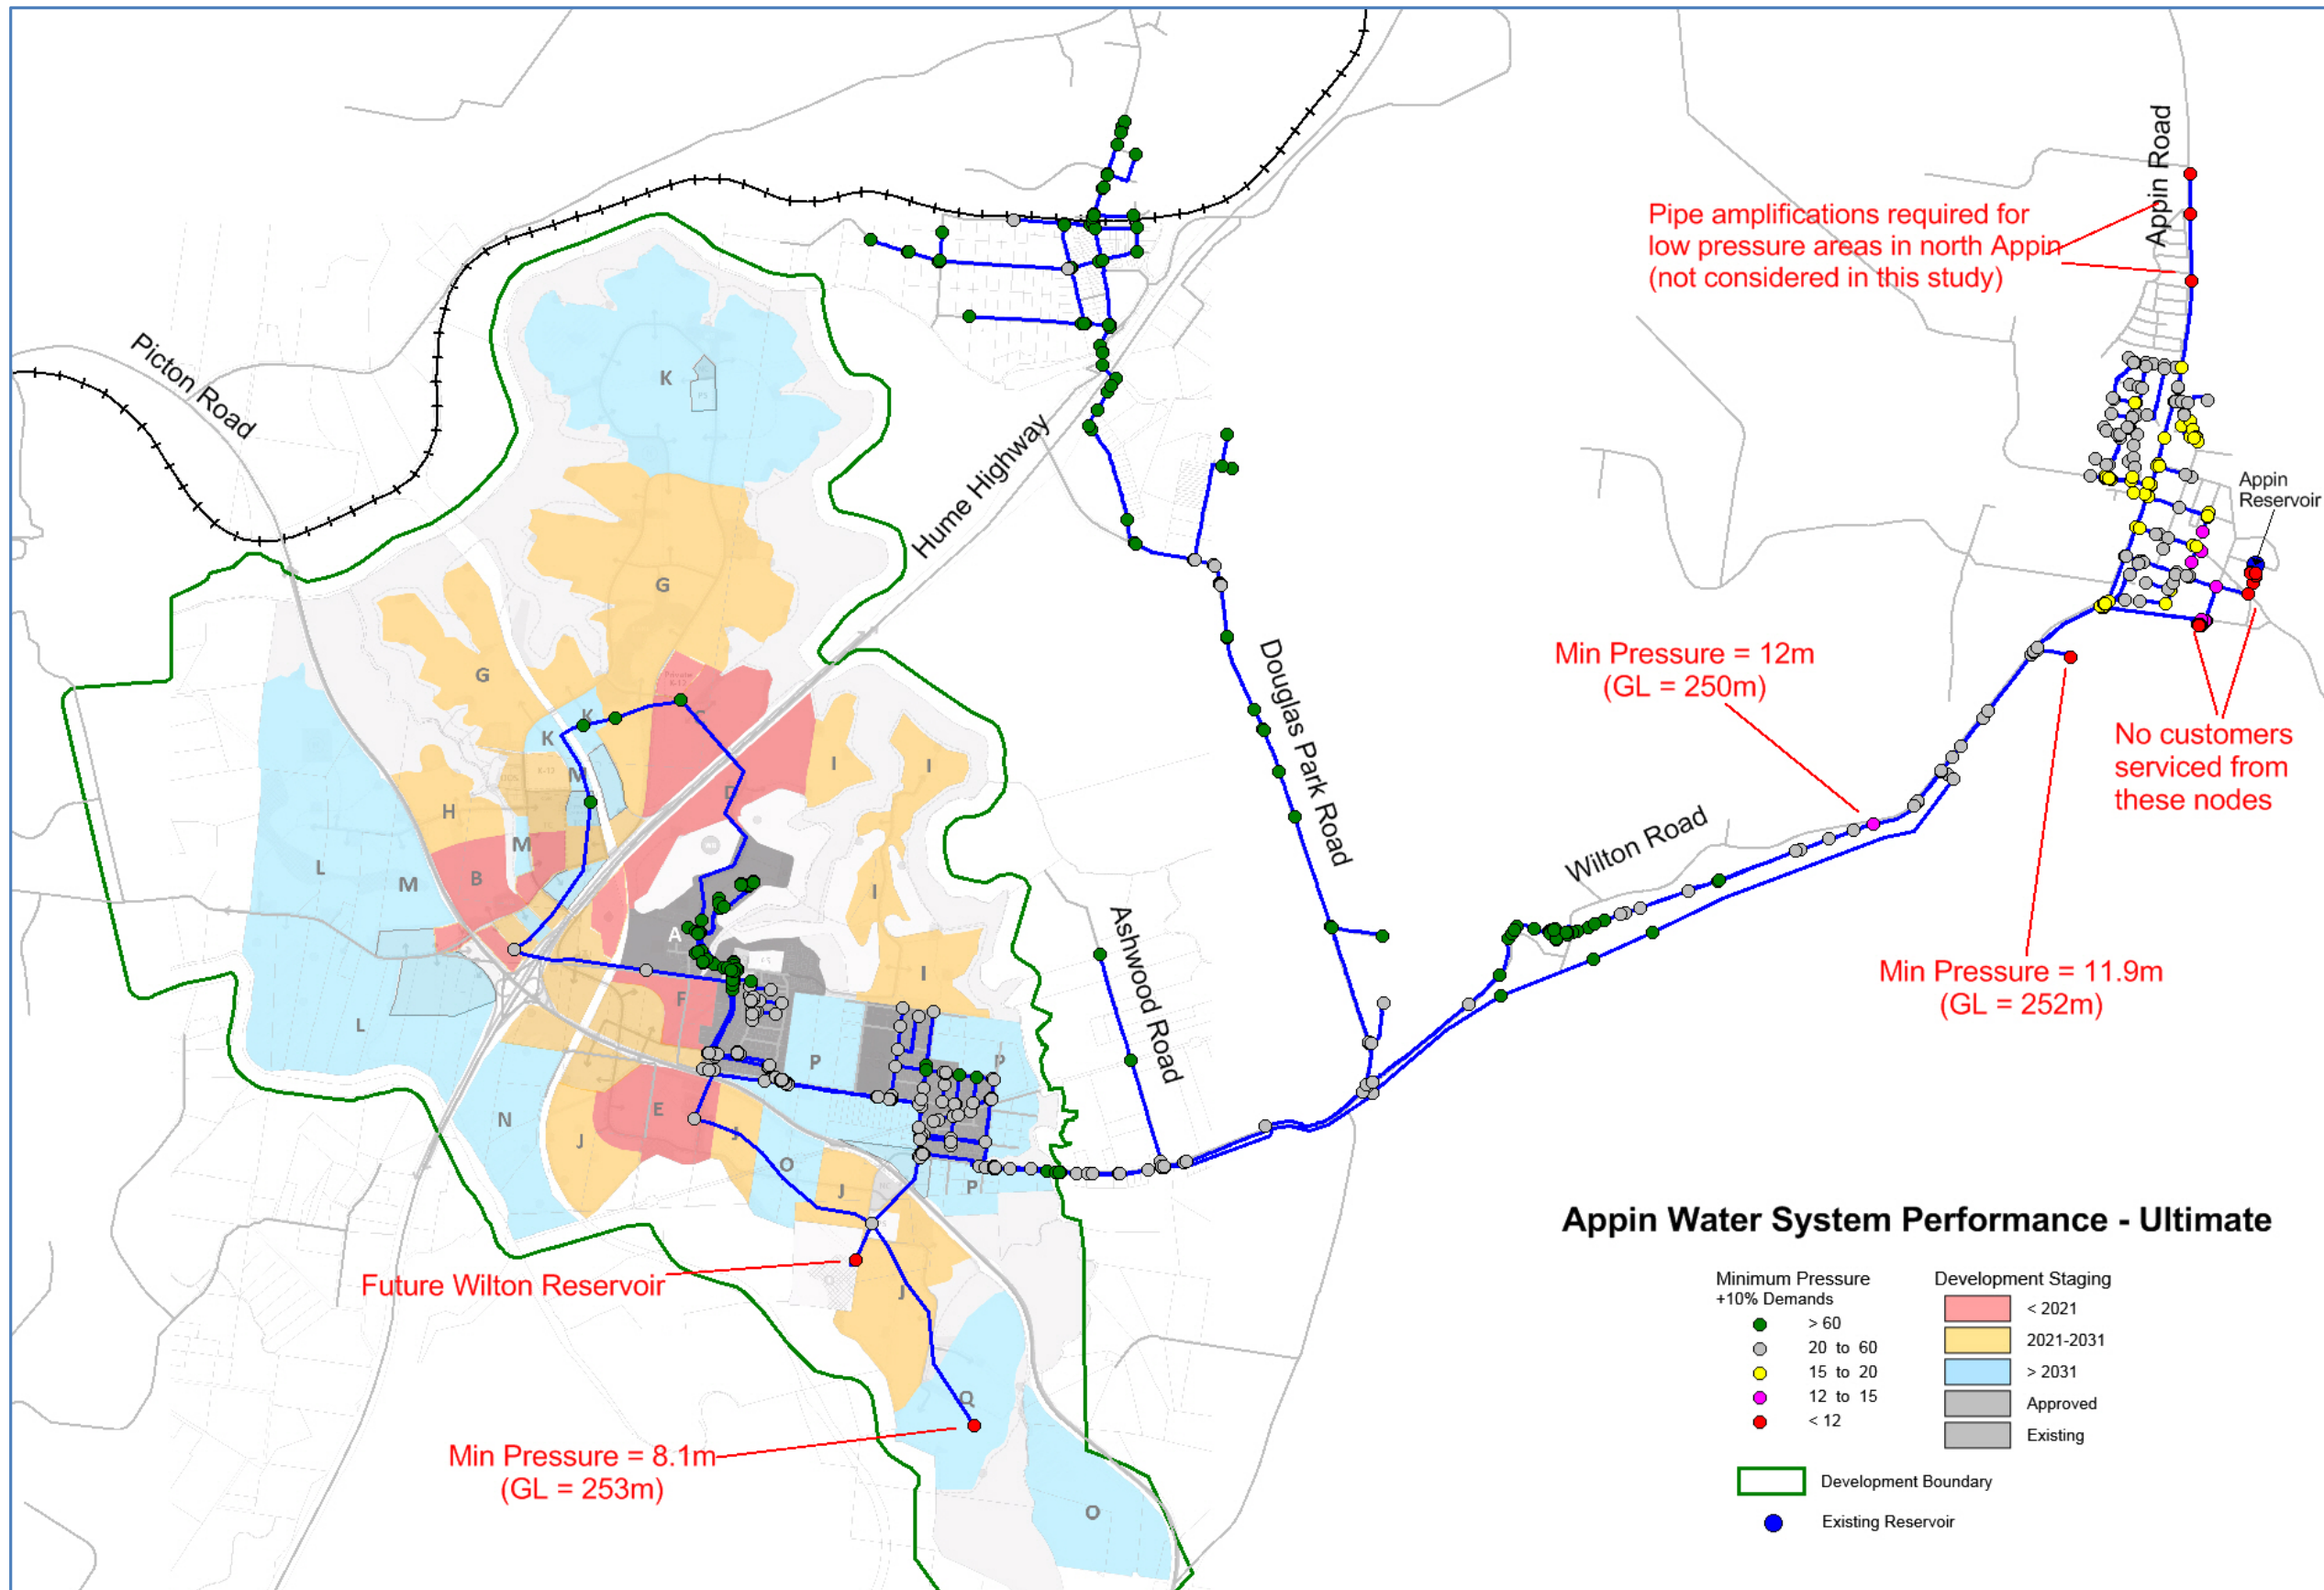 Appin Road
Pipe amplifications required for
low pressure areas in north Appin
(not considered in this study)
Picton Road
K
PS
Hume Highway
Appin
Reservoir
G
G
Min Pressure = 12m
(GL = 250m)
Douglas Park Road
No customers
serviced from
these nodes
Private
K-12
C
K
K
M
I
I
D
H
M
Wilton Road
L
M
B
I
A
Ashwood Road
I
Min Pressure = 11.9m
(GL = 252m)
F
L
P
P
E
N
J
J
O
J
P
Appin Water System Performance - Ultimate
Future Wilton Reservoir
J
Minimum Pressure
+10% Demands
> 60
20 to 60
15 to 20
12 to 15
< 12
Development Staging
< 2021
2021-2031
> 2031
Approved
Existing
Q
Min Pressure = 8.1m
(GL = 253m)
O
Development Boundary
Existing Reservoir